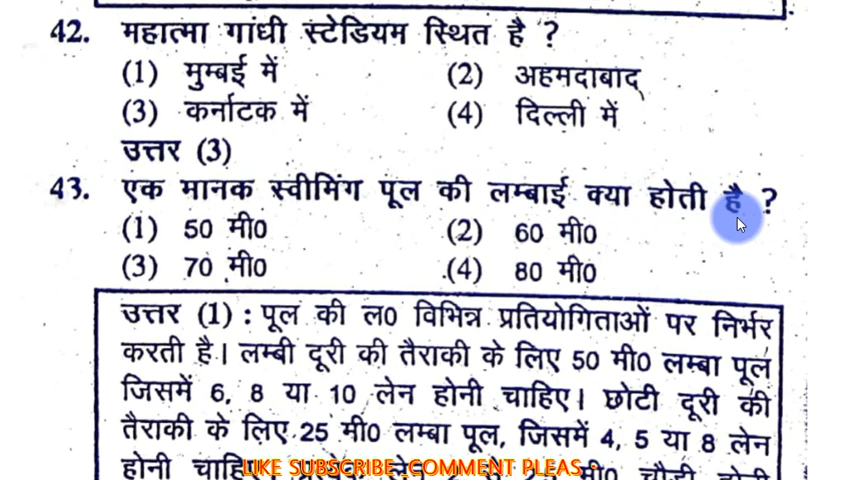 42. महात्मा गांधी स्टेडियम स्थित है ?
(1) मुम्बई में (2) अहमदाबाद
(3) कर्नाटक में (4) दिल्ली में
उत्तर (3)
43. एक मानक स्वीमिंग पूल की लम्बाई क्या होती है ?
(1) 50 मी0 (2) 60 मी0
(3) 70 मी0 (4) 80 मी0
उत्तर (1) : पूल की ल0 विभिन्न प्रतियोगिताओं पर निर्भर
करती है। लम्बी दूरी की तैराकी के लिए 50 मी0 लम्बा पूल
जिसमें 6, 8 या 10 लेन होनी चाहिए। छोटी दूरी की
तैराकी के लिए 25 मी0 लम्बा पूल, जिसमें 4, 5 या 8 लेन
होनी मी0 चौड़ी होती
LIKE SUBSCRIBE COMMENT PLEAS